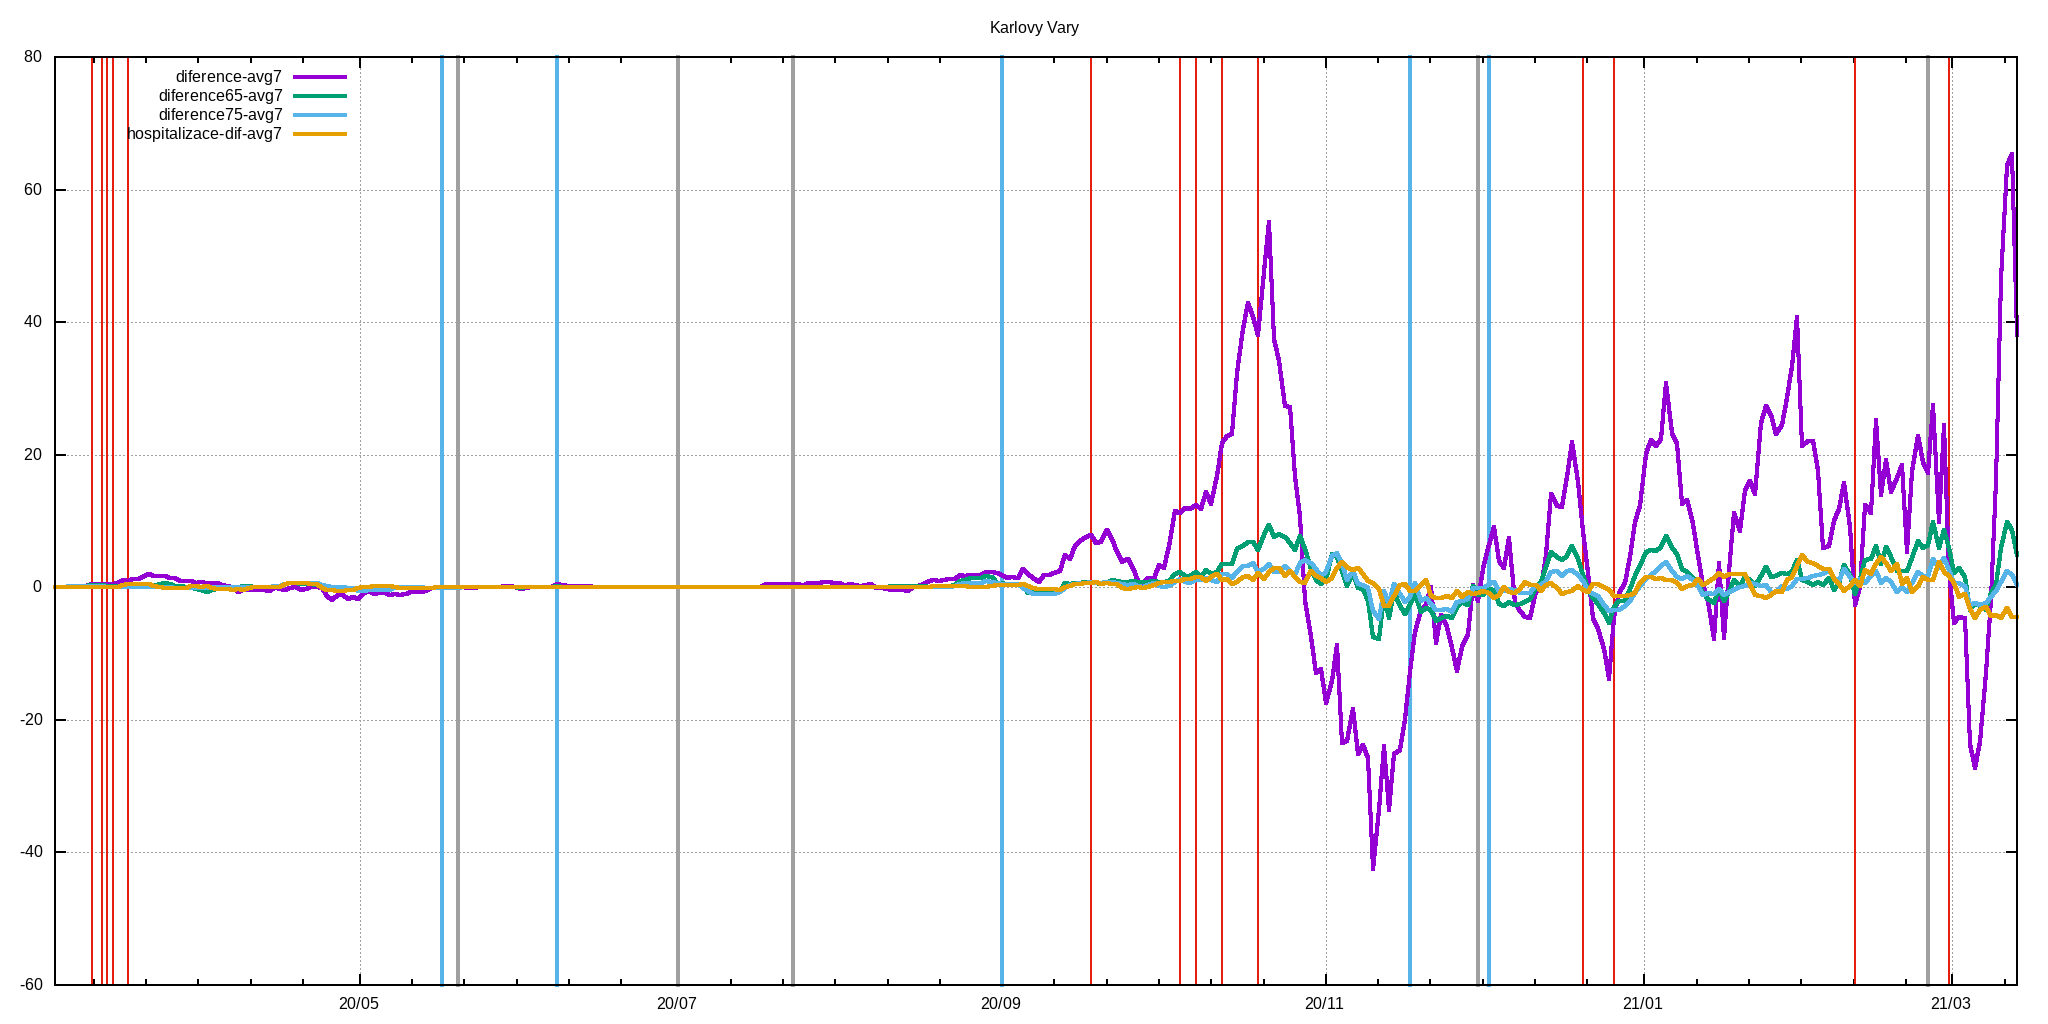 Karlovy Vary
80
60
40
20
0
-20
-40
-60
diference-avg7
diference65-avg7
diference75-avg7
hospitalizace-dif-avg7
20/05
20/07
20/09
20/11
21/01
21/03